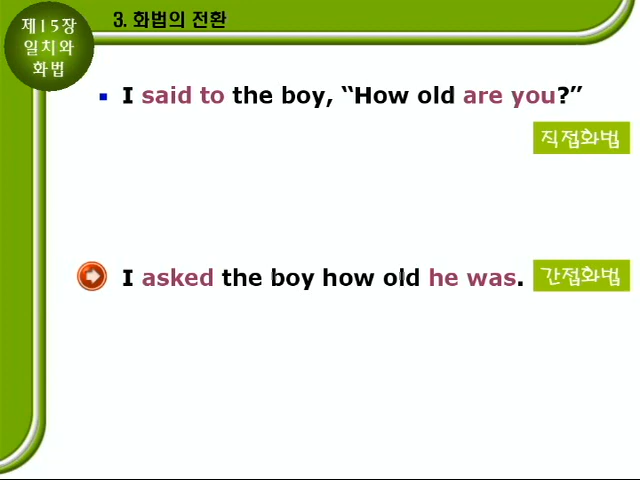 제15장
일치와
화법
3. 화법의 전환
▪ I said to the boy, “How old are you?”
직접화법
I asked the boy how old he was.
간접화법